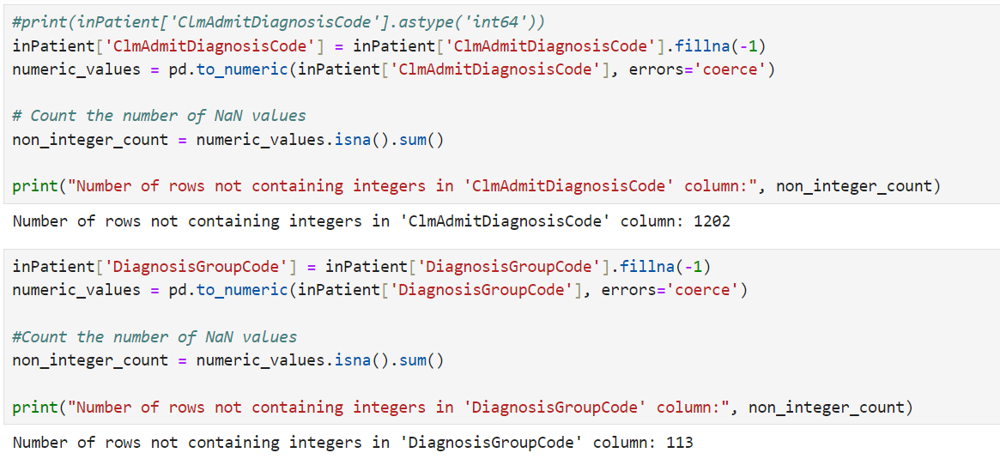 #print(inPatient['ClmAdmitDiagnosisCode'].astype('int64'))
inPatient['ClmAdmitDiagnosisCode'] = inPatient['ClmAdmitDiagnosisCode'].fillna(-1)
numeric_values = pd.to_numeric(inPatient['ClmAdmitDiagnosisCode'], errors='coerce')
# Count the number of NaN values
non_integer_count = numeric_values.isna().sum()
print("Number of rows not containing integers in 'ClmAdmitDiagnosisCode' column:", non_integer_count)
Number of rows not containing integers in 'ClmAdmitDiagnosisCode' column: 1202
inPatient['DiagnosisGroupCode'] = inPatient['DiagnosisGroupCode'].fillna(-1)
numeric_values = pd.to_numeric(inPatient['DiagnosisGroupCode'], errors='coerce')
#Count the number of NaN values
non_integer_count = numeric_values.isna().sum()
print("Number of rows not containing integers in 'DiagnosisGroupCode' column:", non_integer_count)
Number of rows not containing integers in 'DiagnosisGroupCode' column: 113